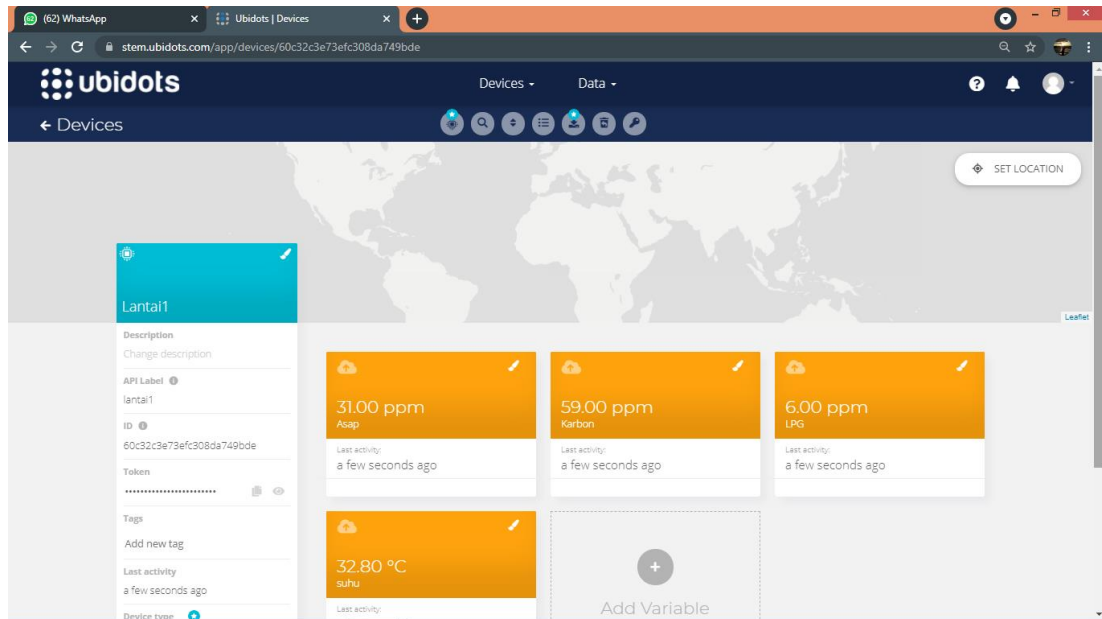 (62) WhatsApp
Ubidots | Devices
stem.ubidots.com/app/devices/60c32c3e73efc308da749bde
ubidots
Devices
Data
← Devices
SET LOCATION
Leaflet
Lantai1
Description
Change description
API Label
lantai1
ID
60c32c3e73efc308da749bde
Token
Tags
Add new tag
Last activity
a few seconds ago
Device type
31.00 ppm
Asap
Last activity:
a few seconds ago
59.00 ppm
Karbon
Last activity:
a few seconds ago
6.00 ppm
LPG
Last activity:
a few seconds ago
32.80 °C
suhu
Last activity:
Add Variable